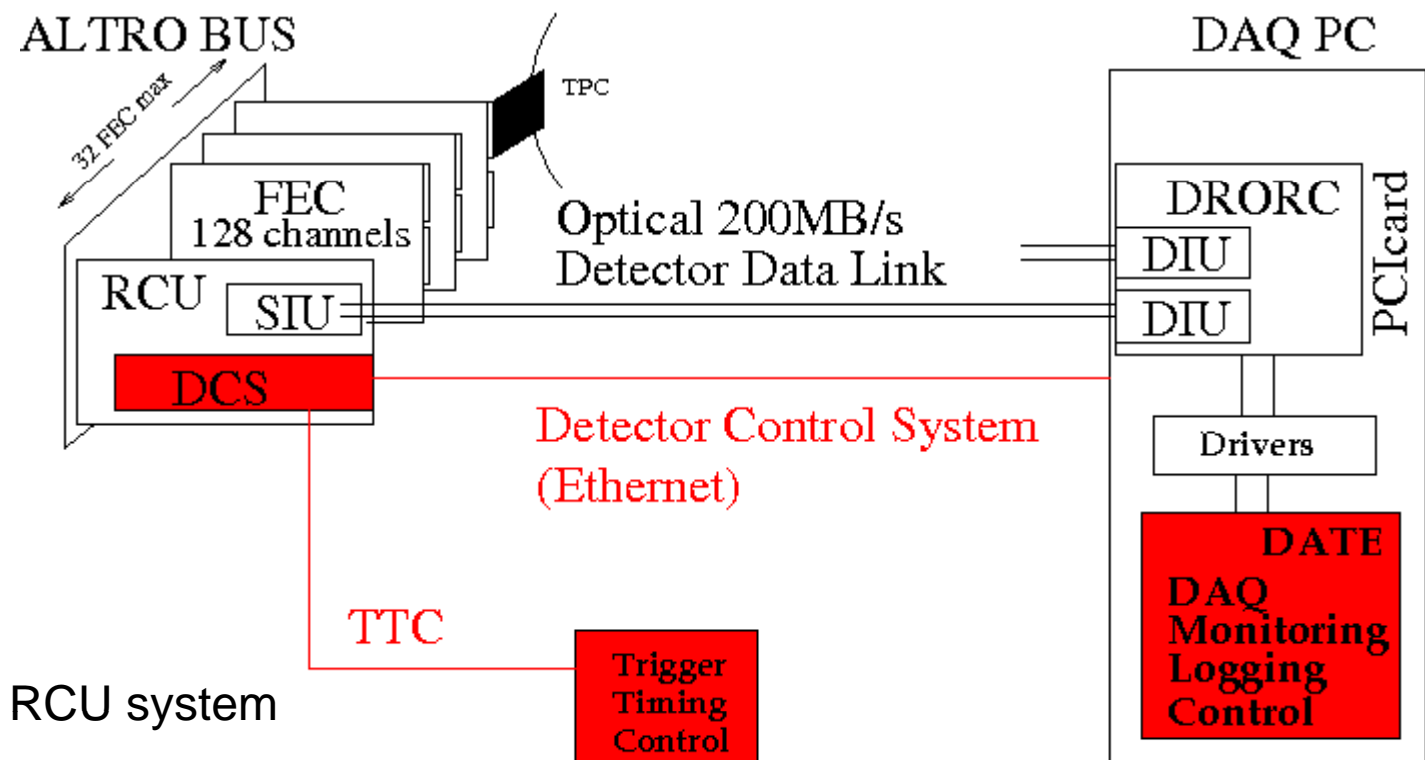 ALTRO BUS
DAQ PC
32 FEC max
TPC
FEC
128 channels
Optical 200MB/s
Detector Data Link
DRORC
DIU
DIU
PCIcard
RCU
SIU
DCS
Detector Control System
(Ethernet)
Drivers
DATE
DAQ
Monitoring
Logging
Control
TTC
Trigger
Timing
Control
RCU system